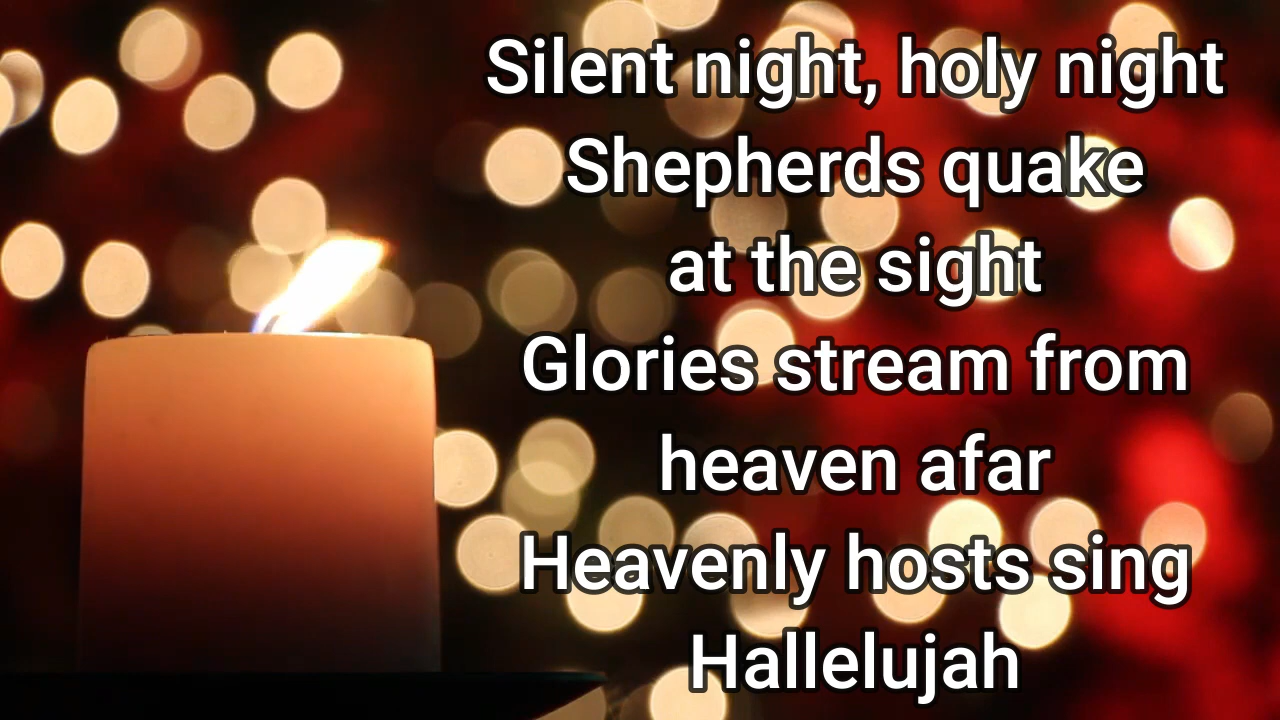 Silent night, holy night
Shepherds quake
at the sight
Glories stream from
heaven afar
Heavenly hosts sing
Hallelujah